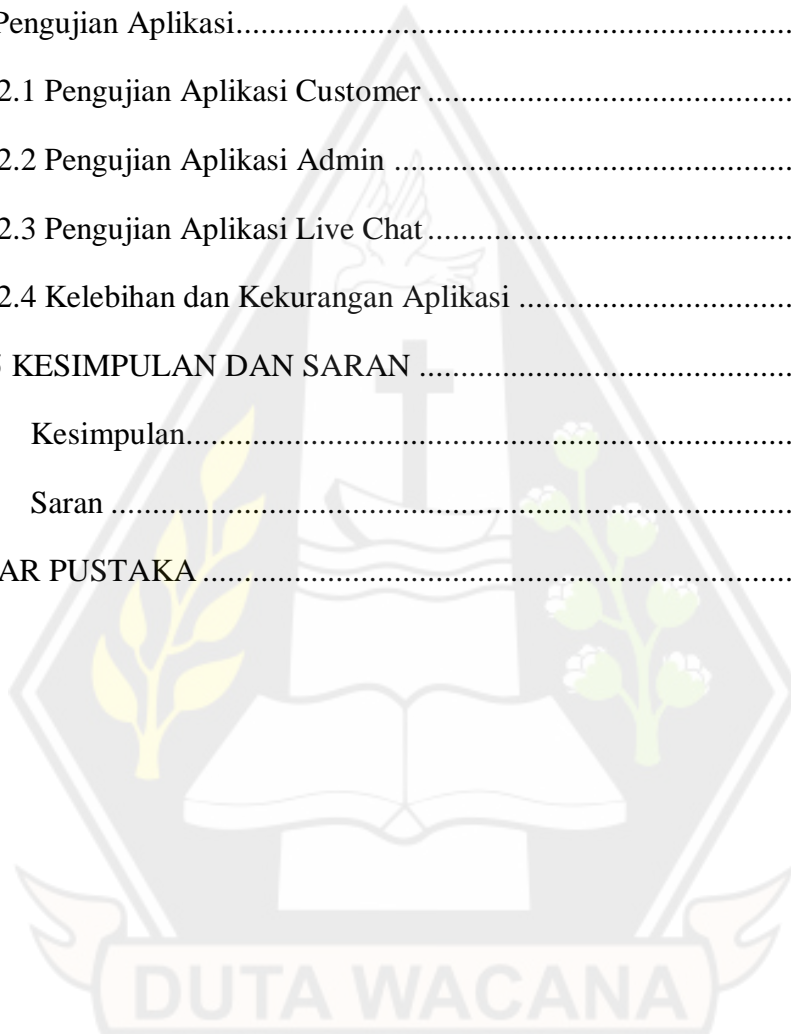 Pengujian Aplikasi..........................................................................
2.1 Pengujian Aplikasi Customer ..................................................
2.2 Pengujian Aplikasi Admin ......................................................
2.3 Pengujian Aplikasi Live Chat ..................................................
2.4 Kelebihan dan Kekurangan Aplikasi .......................................
KESIMPULAN DAN SARAN ....................................................
Kesimpulan................................................................................
Saran .........................................................................................
AR PUSTAKA ..............................................................................
DUTA WACANA